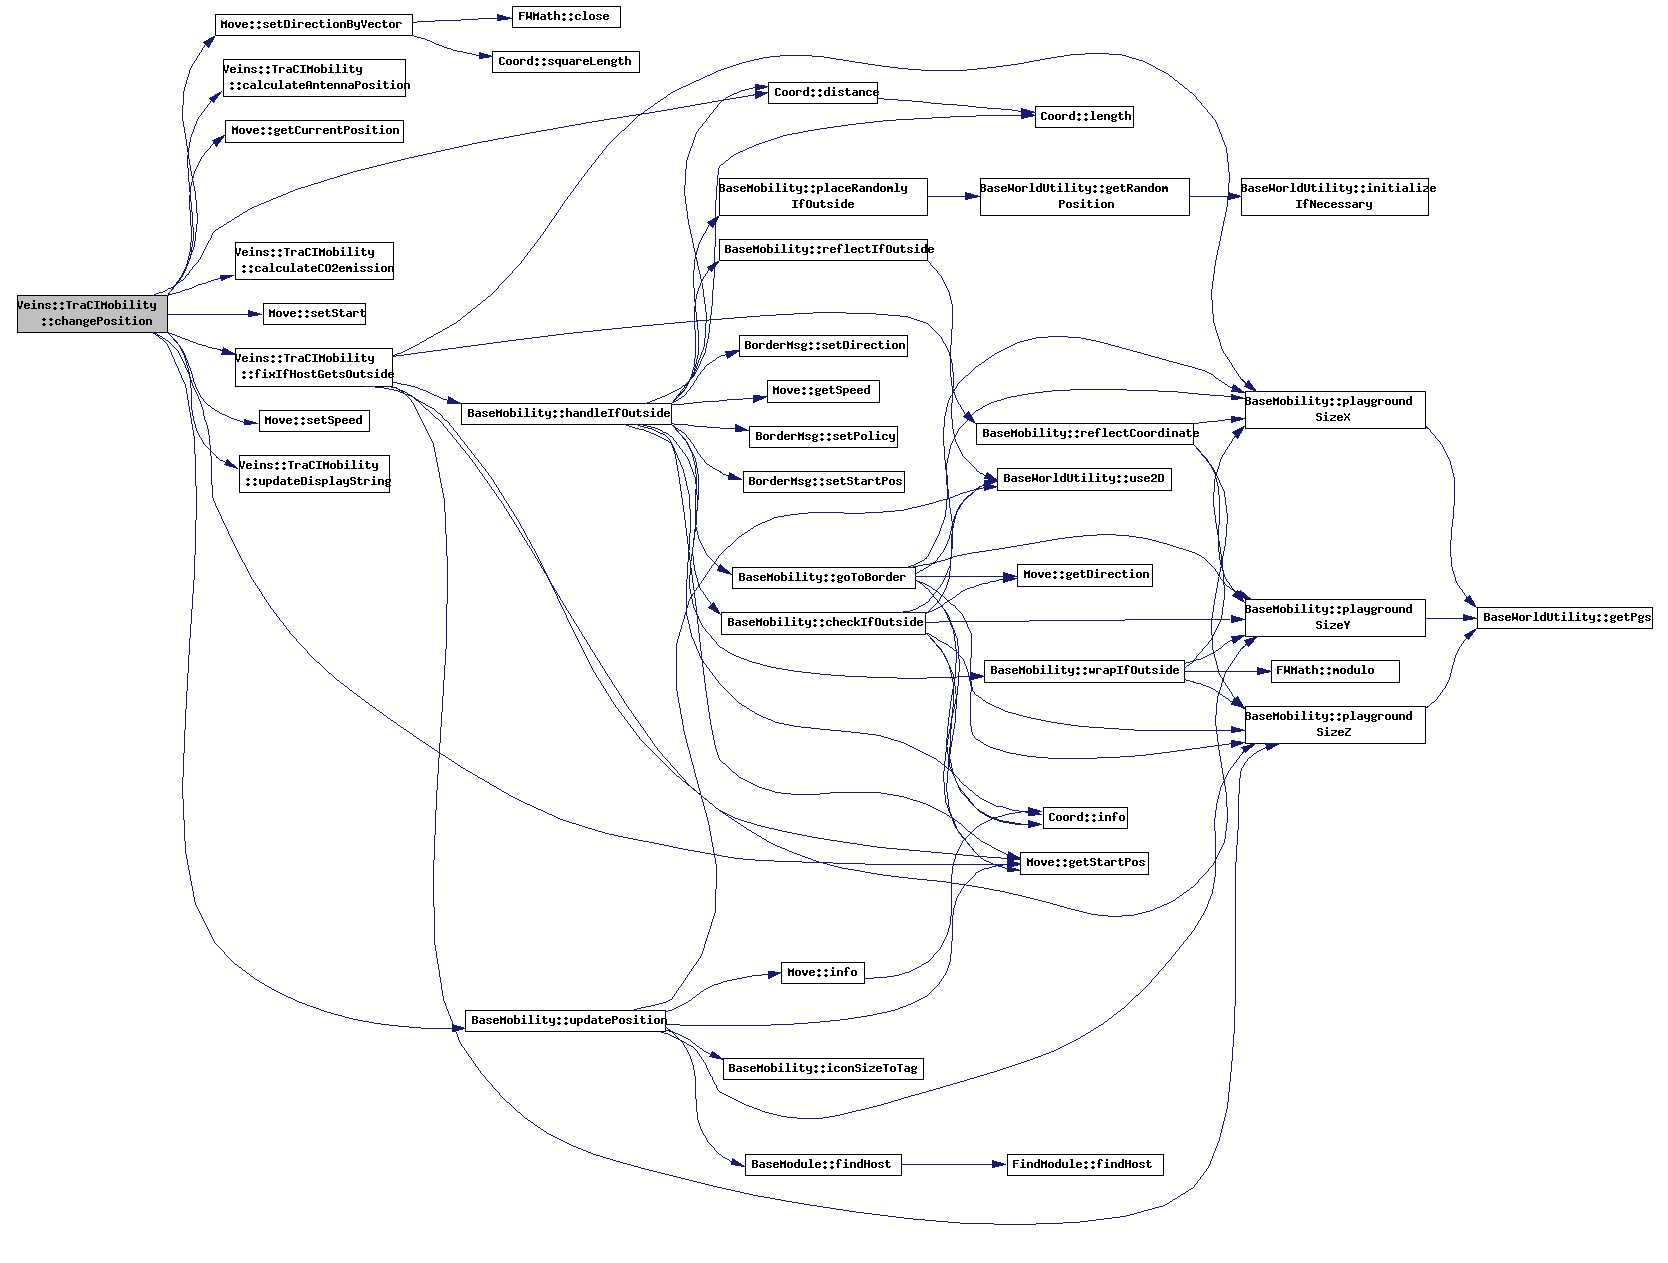 Move::setDirectionByVector
FWMath::close
Coord::squareLength
Veins::TraCIMobility
::calculateAntennaPosition
Move::getCurrentPosition
Coord::distance
Coord::length
BaseMobility::placeRandomly
IfOutside
BaseWorldUtility::getRandom
Position
BaseWorldUtility::initialize
IfNecessary
BaseMobility::reflectIfOutside
Veins::TraCIMobility
::calculateCO2emission
Veins::TraCIMobility
::changePosition
Move::setStart
Veins::TraCIMobility
::fixIfHostGetsOutside
BorderMsg::setDirection
Move::getSpeed
BaseMobility::handleIfOutside
Move::setSpeed
BorderMsg::setPolicy
BaseMobility::reflectCoordinate
BaseMobility::playground
SizeX
Veins::TraCIMobility
::updateDisplayString
BorderMsg::setStartPos
BaseWorldUtility::use2D
BaseMobility::goToBorder
Move::getDirection
BaseMobility::checkIfOutside
BaseMobility::playground
SizeY
BaseWorldUtility::getPgs
BaseMobility::wrapIfOutside
FWMath::modulo
BaseMobility::playground
SizeZ
Coord::info
Move::getStartPos
Move::info
BaseMobility::updatePosition
BaseMobility::iconSizeToTag
BaseModule::findHost
FindModule::findHost